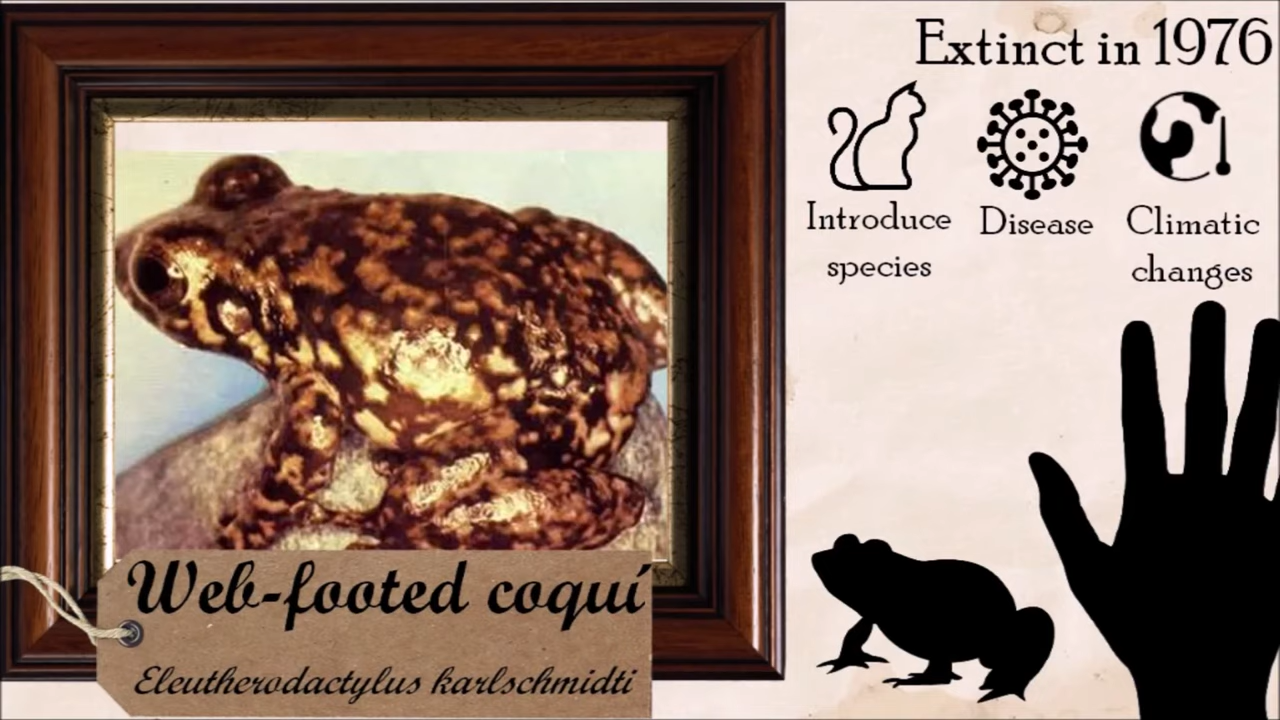 Extinct in 1976
Introduce
species
Disease
Climatic
changes
Web-footed coquí
Eleutherodactylus karlschmidti